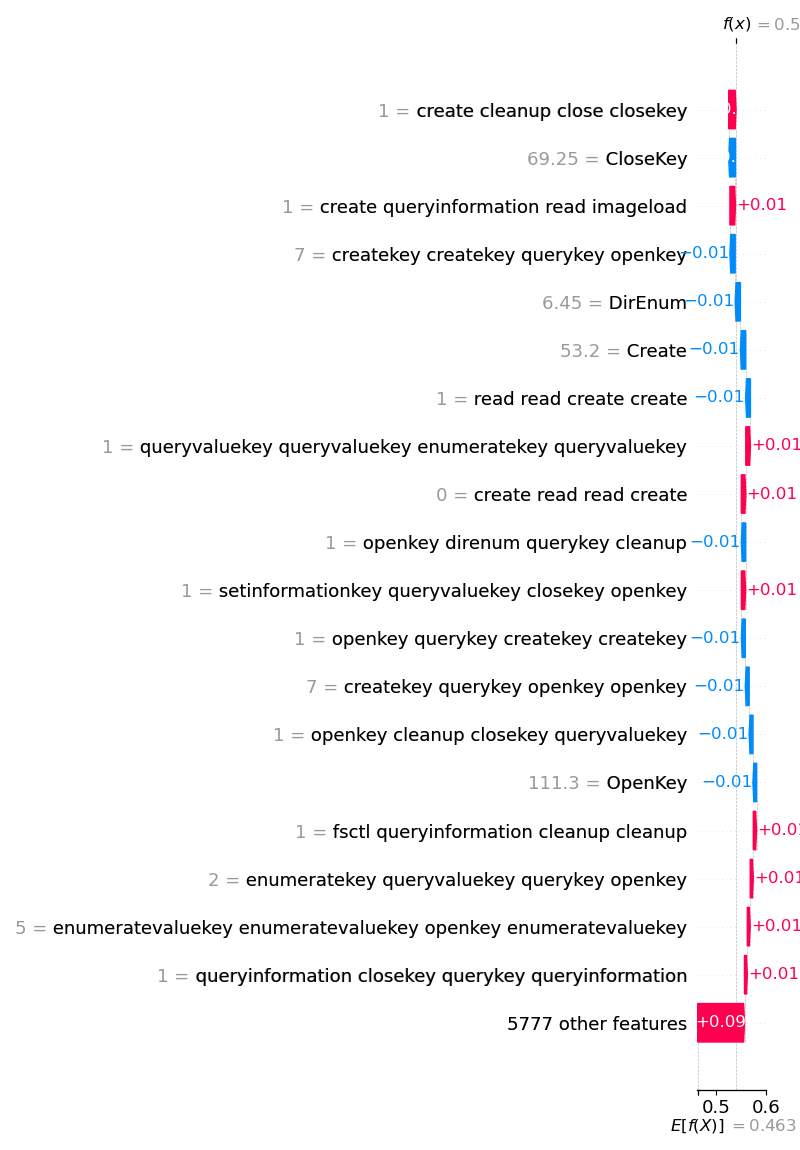 f(x) = 0.5
1 = create cleanup close closekey
69.25 = CloseKey
1 = create queryinformation read imageload +0.01
7 = createkey createkey querykey openkey −0.01
6.45 = DirEnum −0.01
53.2 = Create −0.01
1 = read read create create −0.01
1 = queryvaluekey queryvaluekey enumeratekey queryvaluekey +0.01
0 = create read read create +0.01
1 = openkey direnum querykey cleanup −0.01
1 = setinformationkey queryvaluekey closekey openkey +0.01
1 = openkey querykey createkey createkey −0.01
7 = createkey querykey openkey openkey −0.01
1 = openkey cleanup closekey queryvaluekey −0.01
111.3 = OpenKey −0.01
1 = fsctl queryinformation cleanup cleanup +0.01
2 = enumeratekey queryvaluekey querykey openkey +0.01
5 = enumeratevaluekey enumeratevaluekey openkey enumeratevaluekey +0.01
1 = queryinformation closekey querykey queryinformation +0.01
5777 other features +0.09
0.5 0.6
E[f(X)] = 0.463